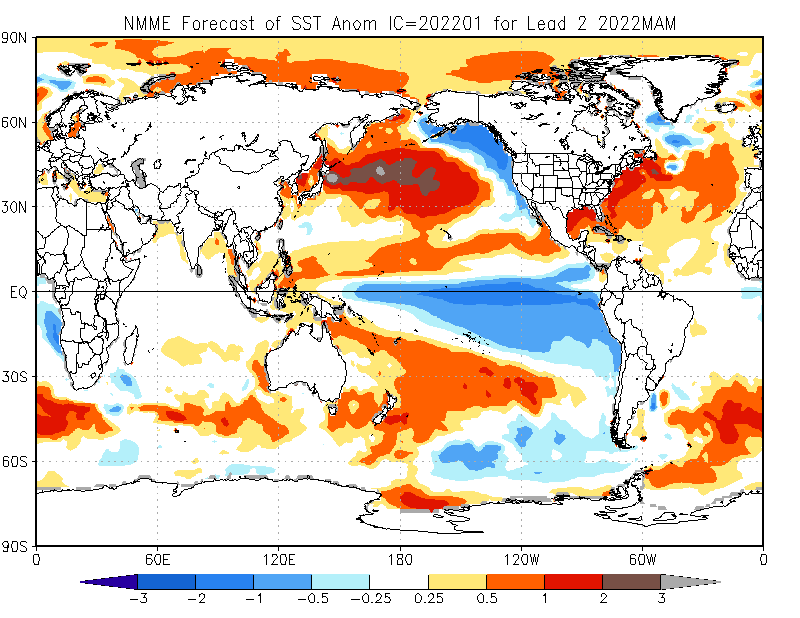 NMME Forecast of SST Anom IC=202201 for Lead 2 2022MAM
90N
60N
30N
EQ
30S
60S
90S
0 60E 120E 180 120W 60W 0
-3 -2 -1 -0.5 -0.25 0.25 0.5 1 2 3